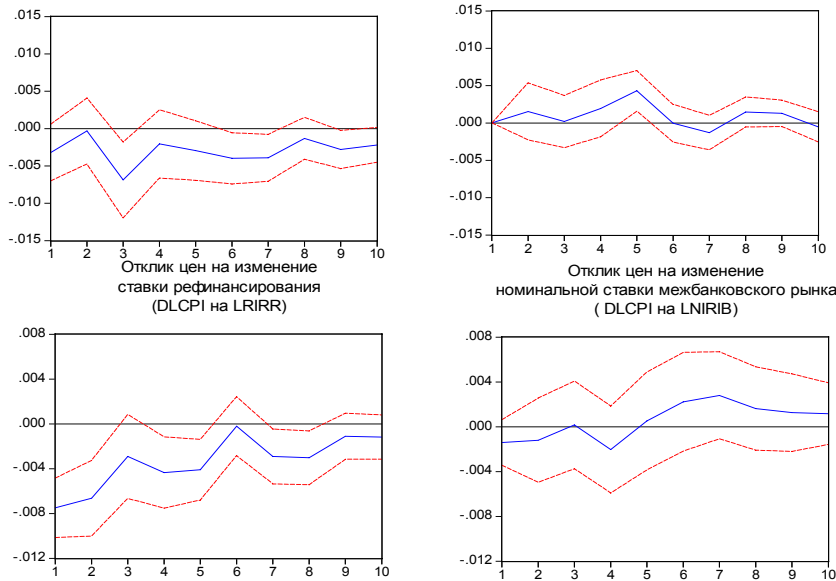 .015
.010
.005
.000
-.005
-.010
-.015
1 2 3 4 5 6 7 8 9 10
Отклик цен на изменение
ставки рефинансирования
(DLCPI на LRIRR)
.015
.010
.005
.000
-.005
-.010
-.015
1 2 3 4 5 6 7 8 9 10
Отклик цен на изменение
номинальной ставки межбанковского рынка
( DLCPI на LNIRIB)
.008
.004
.000
-.004
-.008
-.012
1 2 3 4 5 6 7 8 9 10
.008
.004
.000
-.004
-.008
-.012
1 2 3 4 5 6 7 8 9 10